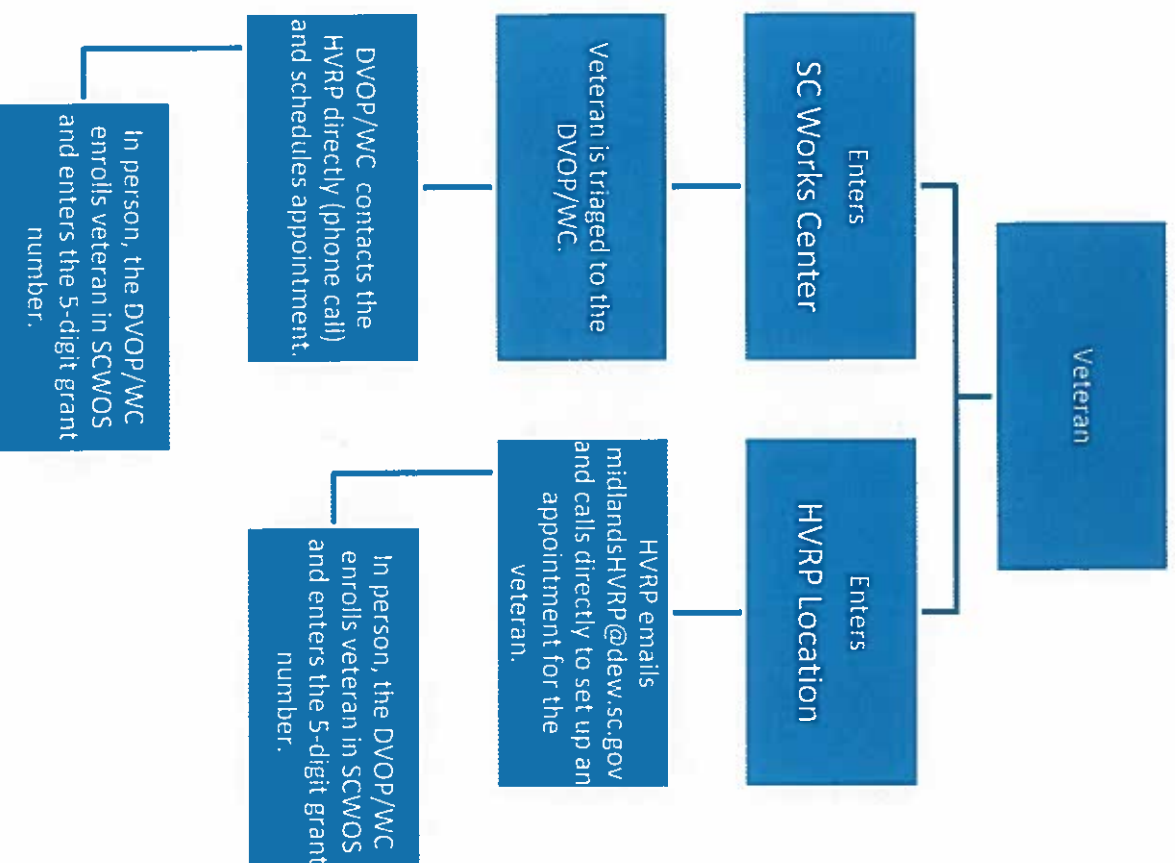 Veteran
Enters
SC Works Center
Veteran is triaged to the
DVOP/WC.
DVOP/WC contacts the
HVRP directly (phone call)
and schedules appointment.
In person, the DVOP/WC
enrolls veteran in SCWOS
and enters the 5-digit grant
number.
Enters
HVRP Location
HVRP emails
midlandsHVRP@dew.sc.gov
and calls directly to set up an
appointment for the
veteran.
In person, the DVOP/WC
enrolls veteran in SCWOS
and enters the 5-digit grant
number.